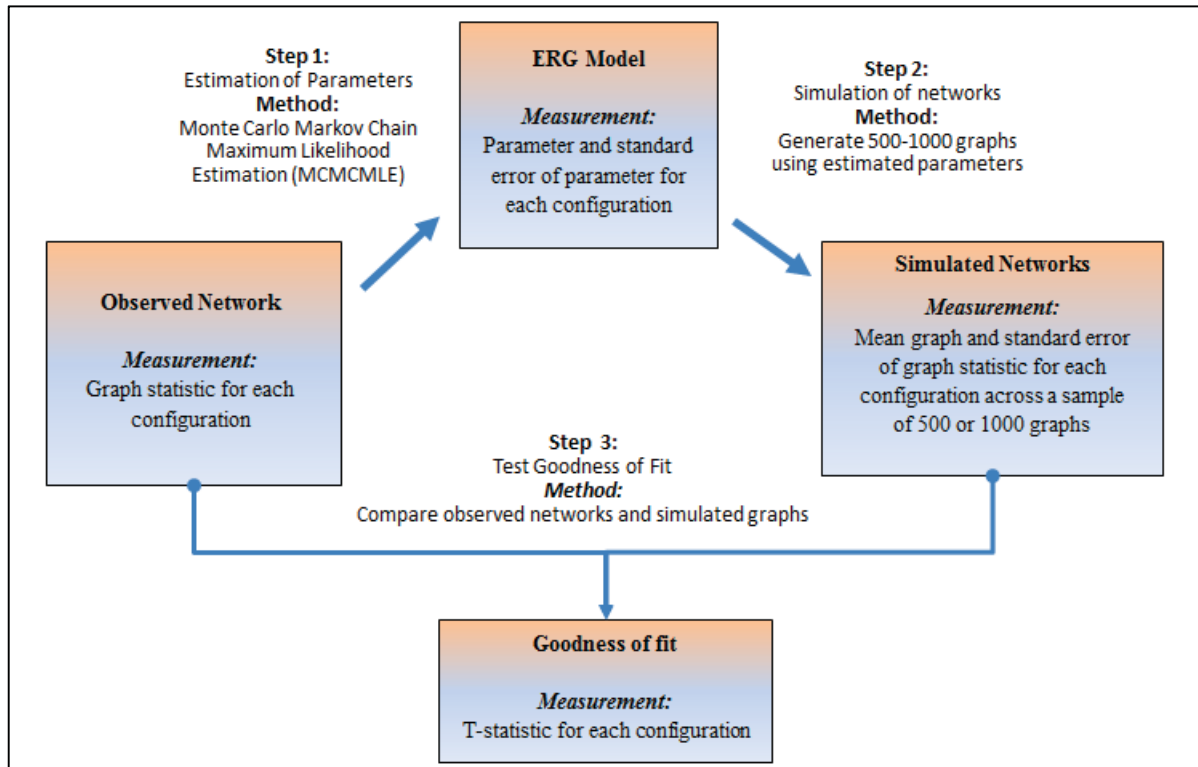 Step 1:
Estimation of Parameters
Method:
Monte Carlo Markov Chain
Maximum Likelihood
Estimation (MCMCMLE)
ERG Model
Measurement:
Parameter and standard
error of parameter for
each configuration
Step 2:
Simulation of networks
Method:
Generate 500-1000 graphs
using estimated parameters
Observed Network
Measurement:
Graph statistic for each
configuration
Simulated Networks
Measurement:
Mean graph and standard error
of graph statistic for each
configuration across a sample
of 500 or 1000 graphs
Step 3:
Test Goodness of Fit
Method:
Compare observed networks and simulated graphs
Goodness of fit
Measurement:
T-statistic for each configuration